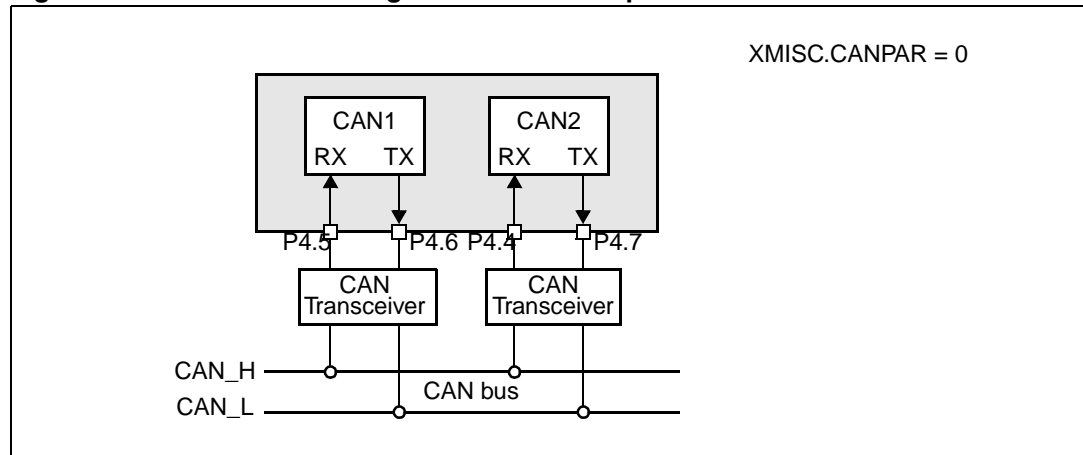 XMISC.CANPAR = 0
CAN1
CAN2
RX TX
RX TX
P4.5
P4.6
P4.4
P4.7
CAN
Transceiver
CAN
Transceiver
CAN_H
CAN bus
CAN_L